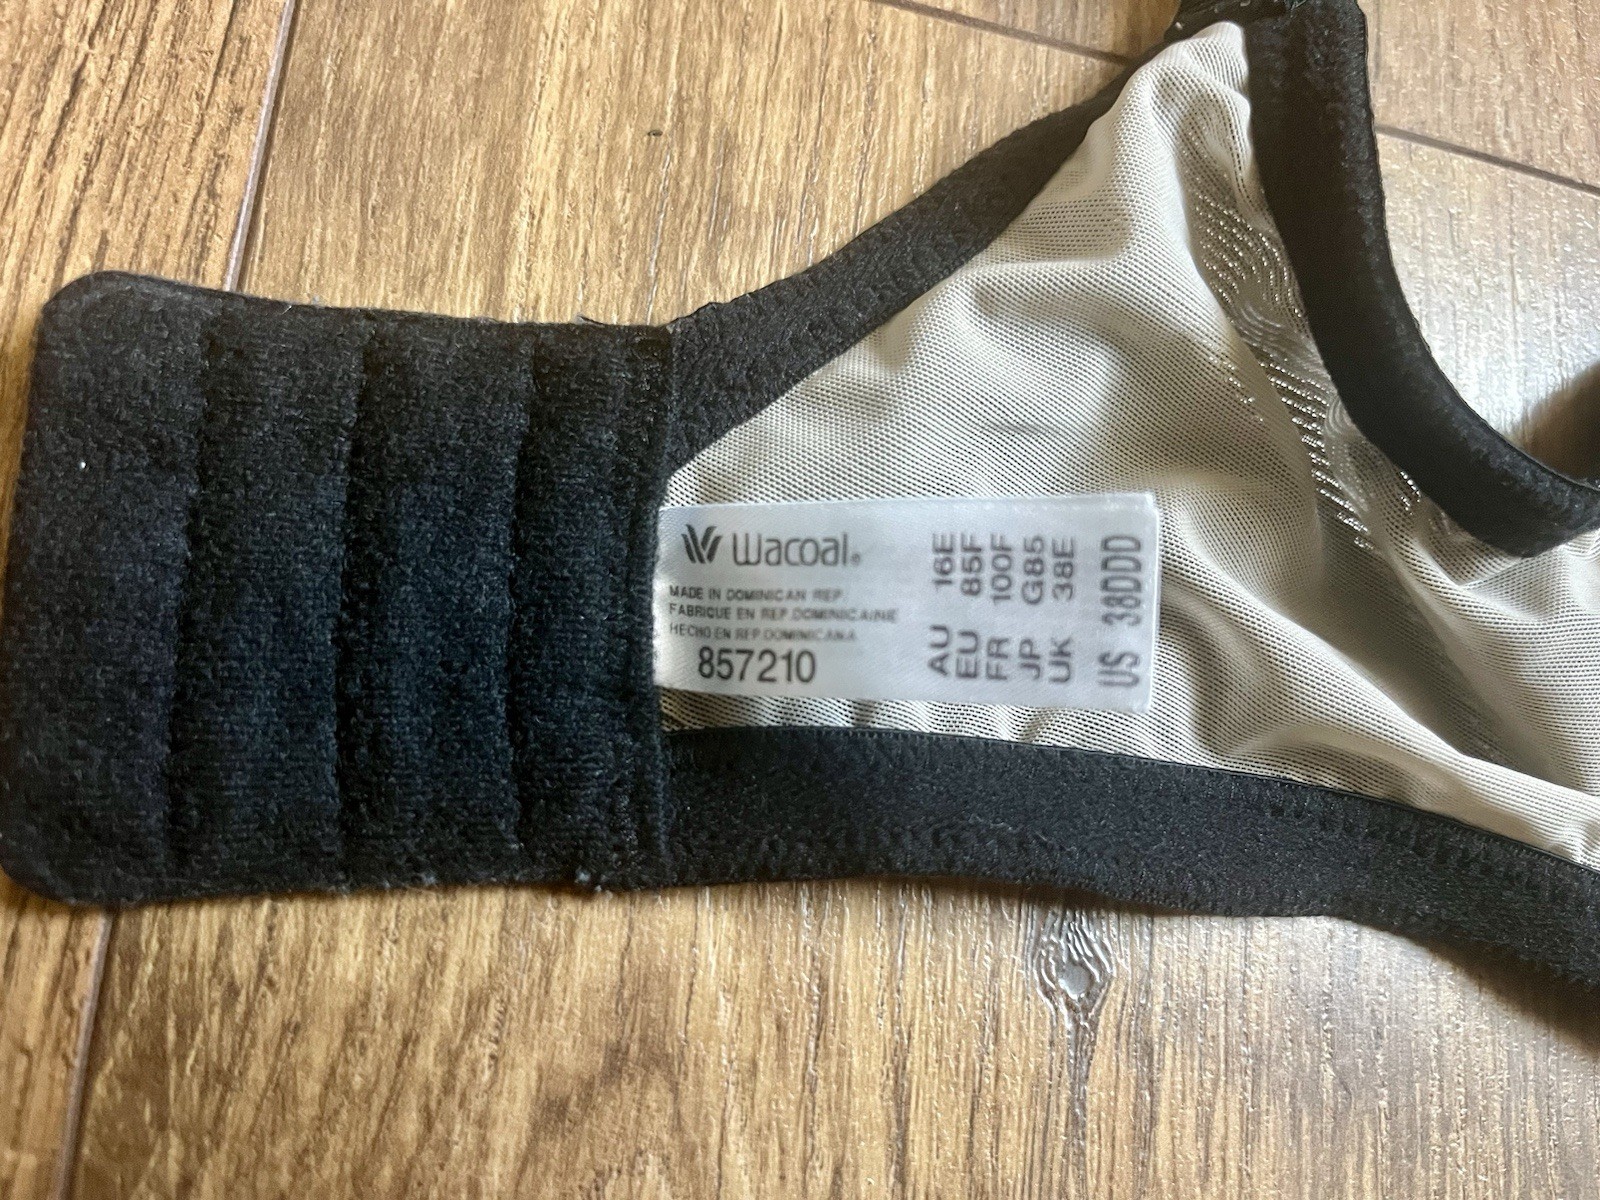 Wacoal®
MADE IN DOMINICAN REP.
FABRIQUE EN REP. DOMINICAINE
HECHO EN REP. DOMINICANA
857210
AU 16E
EU 85F
FR 100F
JP G85
UK 38E
US 38DDD